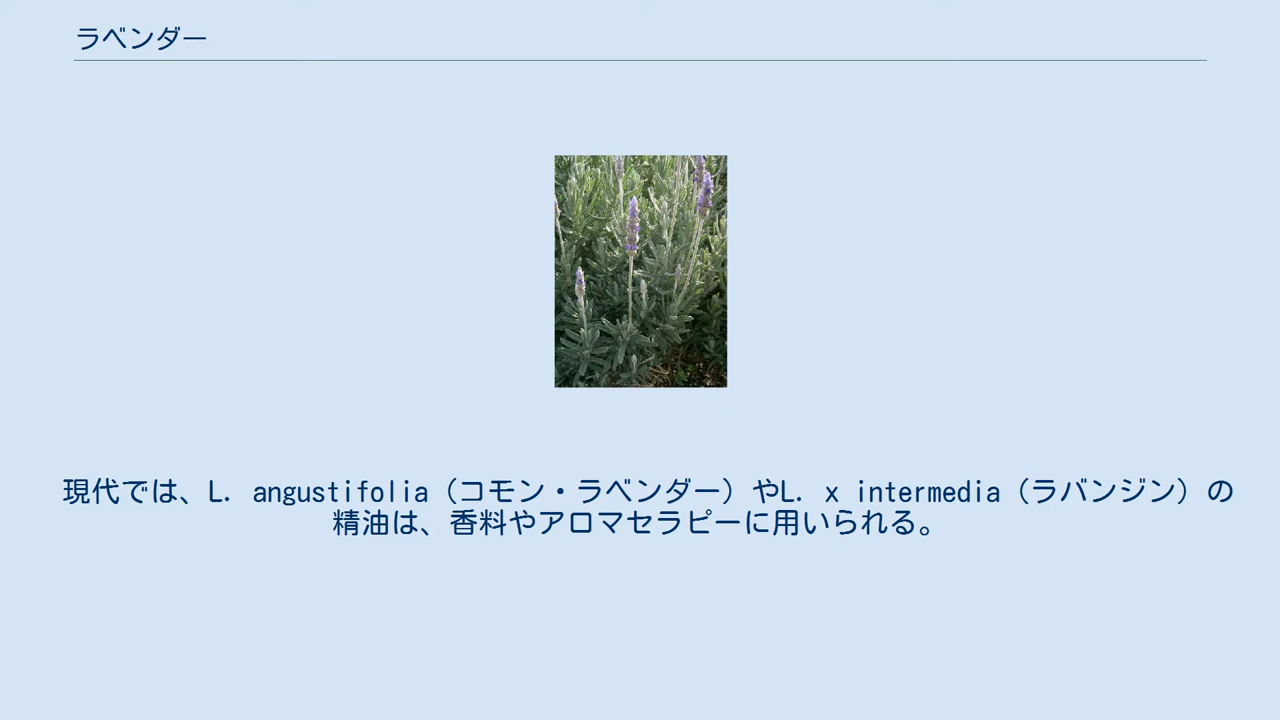 ラベンダー
現代では、L. angustifolia（コモン・ラベンダー）やL. x intermedia（ラバンジン）の
精油は、香料やアロマセラピーに用いられる。